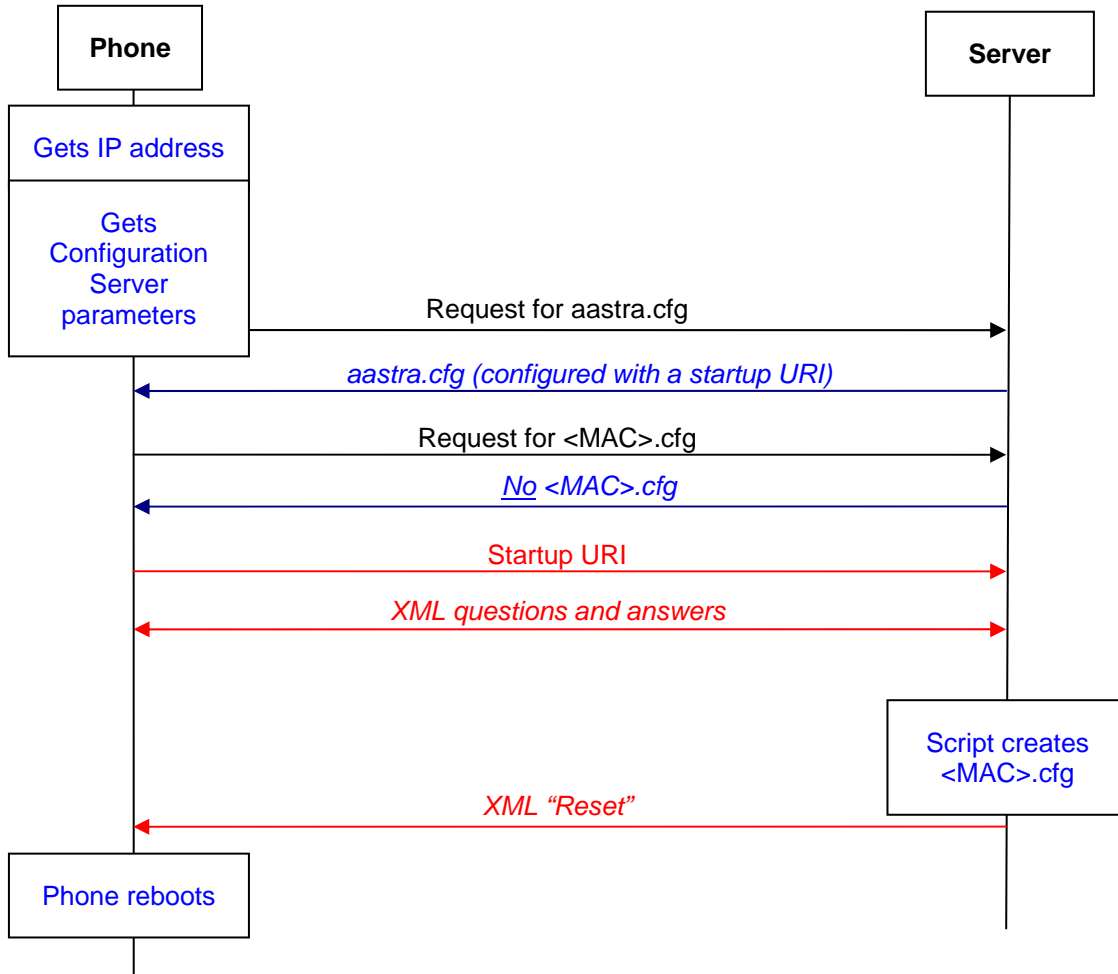 Phone
Server
Gets IP address
Gets
Configuration
Server
parameters
Request for aastra.cfg
aastra.cfg (configured with a startup URI)
Request for <MAC>.cfg
No <MAC>.cfg
Startup URI
XML questions and answers
Script creates
<MAC>.cfg
XML “Reset”
Phone reboots